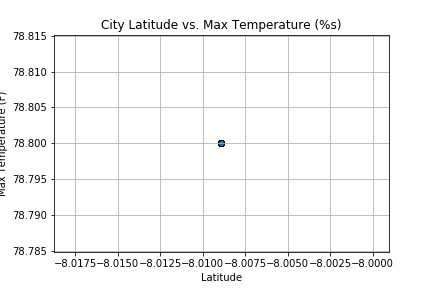 City Latitude vs. Max Temperature (%s)
78.815
78.810
78.805
78.800
78.795
78.790
78.785
Max Temperature (F)
−8.0175−8.0150−8.0125−8.0100−8.0075−8.0050−8.0025−8.0000
Latitude